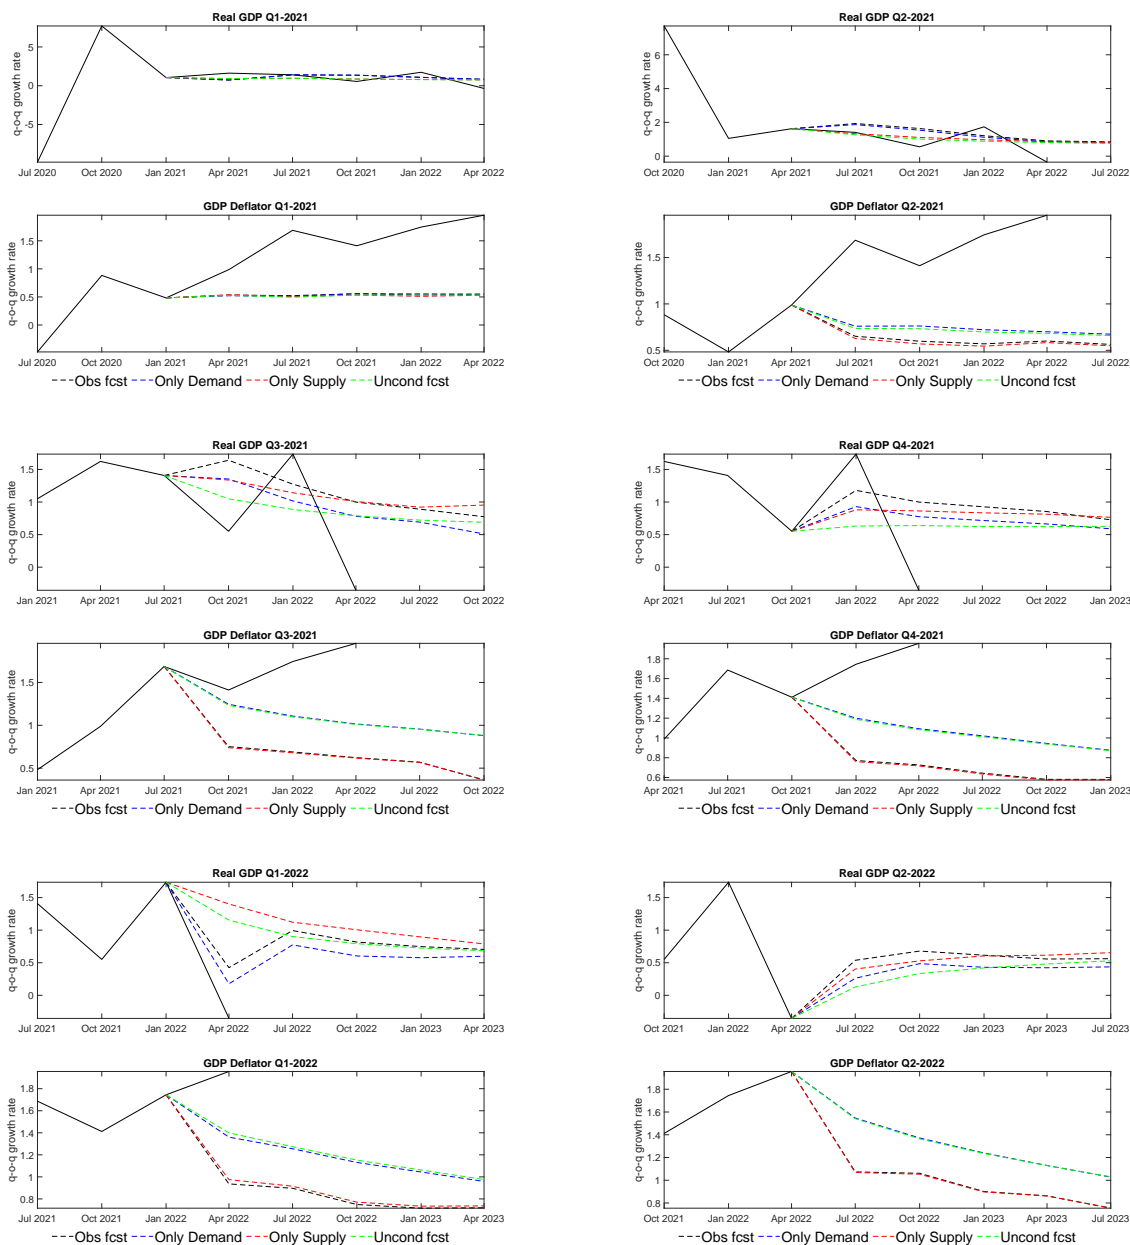 Real GDP Q1-2021
q-o-q growth rate
5
0
-5
Jul 2020 Oct 2020 Jan 2021 Apr 2021 Jul 2021 Oct 2021 Jan 2022 Apr 2022
Real GDP Q2-2021
q-o-q growth rate
6
4
2
0
Oct 2020 Jan 2021 Apr 2021 Jul 2021 Oct 2021 Jan 2022 Apr 2022 Jul 2022
GDP Deflator Q1-2021
q-o-q growth rate
1.5
1
0.5
0
Jul 2020 Oct 2020 Jan 2021 Apr 2021 Jul 2021 Oct 2021 Jan 2022 Apr 2022
Obs fcst Only Demand Only Supply Uncond fcst
GDP Deflator Q2-2021
q-o-q growth rate
1.5
1
0.5
Oct 2020 Jan 2021 Apr 2021 Jul 2021 Oct 2021 Jan 2022 Apr 2022 Jul 2022
Obs fcst Only Demand Only Supply Uncond fcst
Real GDP Q3-2021
q-o-q growth rate
1.5
1
0.5
0
Jan 2021 Apr 2021 Jul 2021 Oct 2021 Jan 2022 Apr 2022 Jul 2022 Oct 2022
Real GDP Q4-2021
q-o-q growth rate
1.5
1
0.5
0
Apr 2021 Jul 2021 Oct 2021 Jan 2022 Apr 2022 Jul 2022 Oct 2022 Jan 2023
GDP Deflator Q3-2021
q-o-q growth rate
1.5
1
0.5
Jan 2021 Apr 2021 Jul 2021 Oct 2021 Jan 2022 Apr 2022 Jul 2022 Oct 2022
Obs fcst Only Demand Only Supply Uncond fcst
GDP Deflator Q4-2021
q-o-q growth rate
1.8
1.6
1.4
1.2
1
0.8
0.6
Apr 2021 Jul 2021 Oct 2021 Jan 2022 Apr 2022 Jul 2022 Oct 2022 Jan 2023
Obs fcst Only Demand Only Supply Uncond fcst
Real GDP Q1-2022
q-o-q growth rate
1.5
1
0.5
0
Jul 2021 Oct 2021 Jan 2022 Apr 2022 Jul 2022 Oct 2022 Jan 2023 Apr 2023
Real GDP Q2-2022
q-o-q growth rate
1.5
1
0.5
0
Oct 2021 Jan 2022 Apr 2022 Jul 2022 Oct 2022 Jan 2023 Apr 2023 Jul 2023
GDP Deflator Q1-2022
q-o-q growth rate
1.8
1.6
1.4
1.2
1
0.8
Jul 2021 Oct 2021 Jan 2022 Apr 2022 Jul 2022 Oct 2022 Jan 2023 Apr 2023
Obs fcst Only Demand Only Supply Uncond fcst
GDP Deflator Q2-2022
q-o-q growth rate
1.8
1.6
1.4
1.2
1
0.8
Oct 2021 Jan 2022 Apr 2022 Jul 2022 Oct 2022 Jan 2023 Apr 2023 Jul 2023
Obs fcst Only Demand Only Supply Uncond fcst